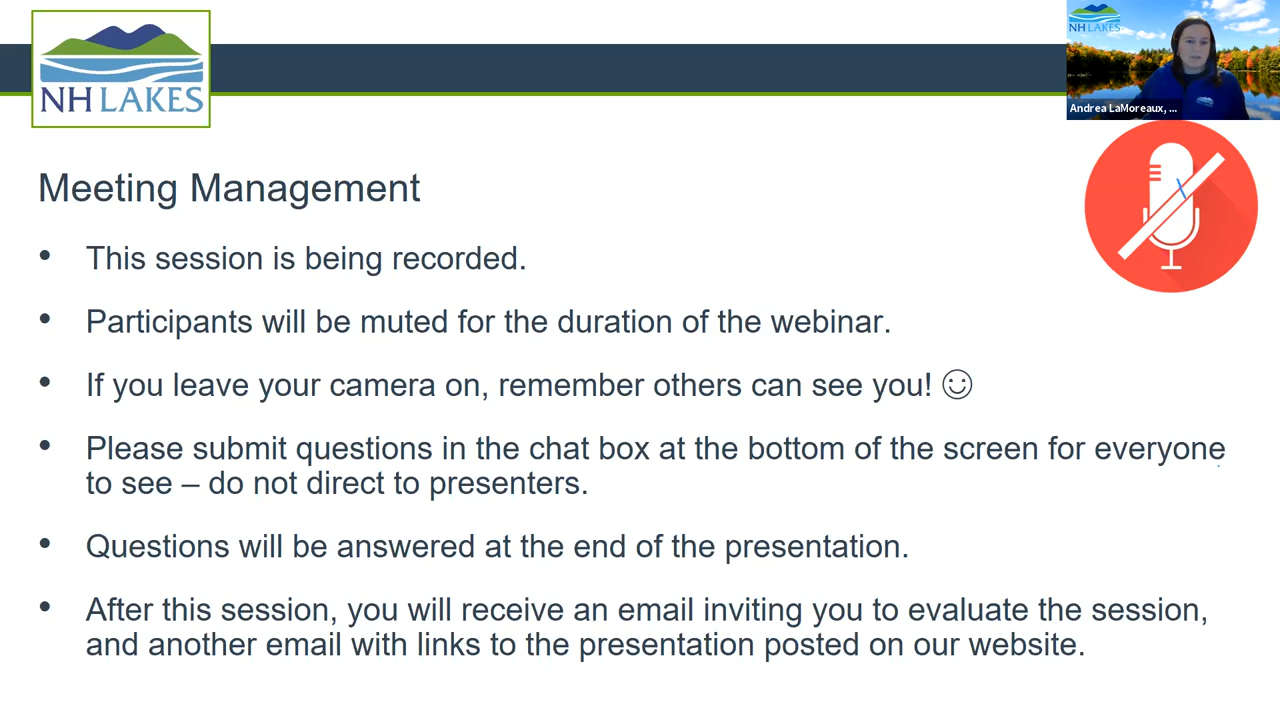 NH LAKES
NH LAKES
Andrea LaMoreaux, ...
Meeting Management
• This session is being recorded.
• Participants will be muted for the duration of the webinar.
• If you leave your camera on, remember others can see you! ☺
• Please submit questions in the chat box at the bottom of the screen for everyone
to see – do not direct to presenters.
• Questions will be answered at the end of the presentation.
• After this session, you will receive an email inviting you to evaluate the session,
and another email with links to the presentation posted on our website.